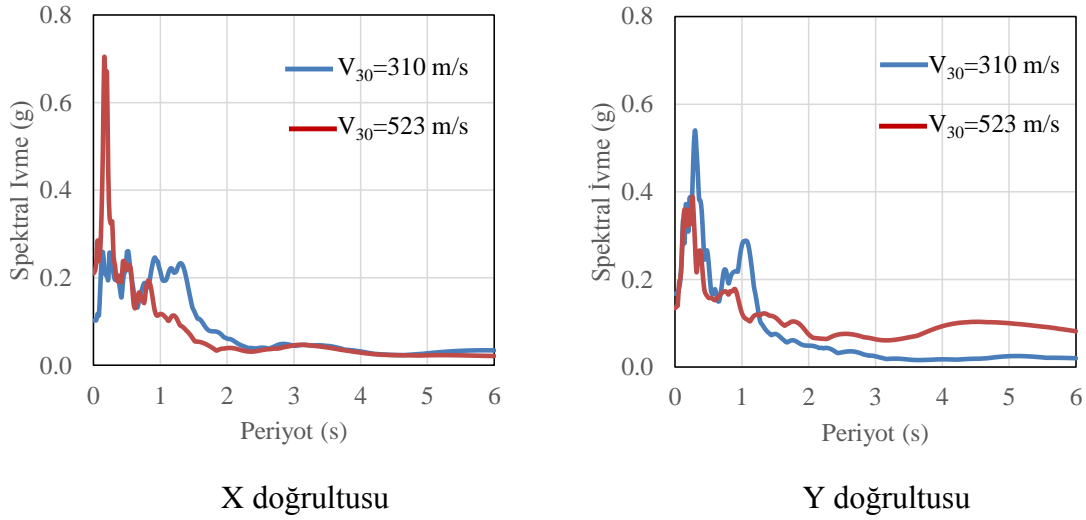 0.8
0.6
0.4
0.2
0.0
Spektral İvme (g)
V30=310 m/s
V30=523 m/s
0 1 2 3 4 5 6
Periyot (s)
X doğrultusu
0.8
0.6
0.4
0.2
0.0
Spektral İvme (g)
V30=310 m/s
V30=523 m/s
0 1 2 3 4 5 6
Periyot (s)
Y doğrultusu